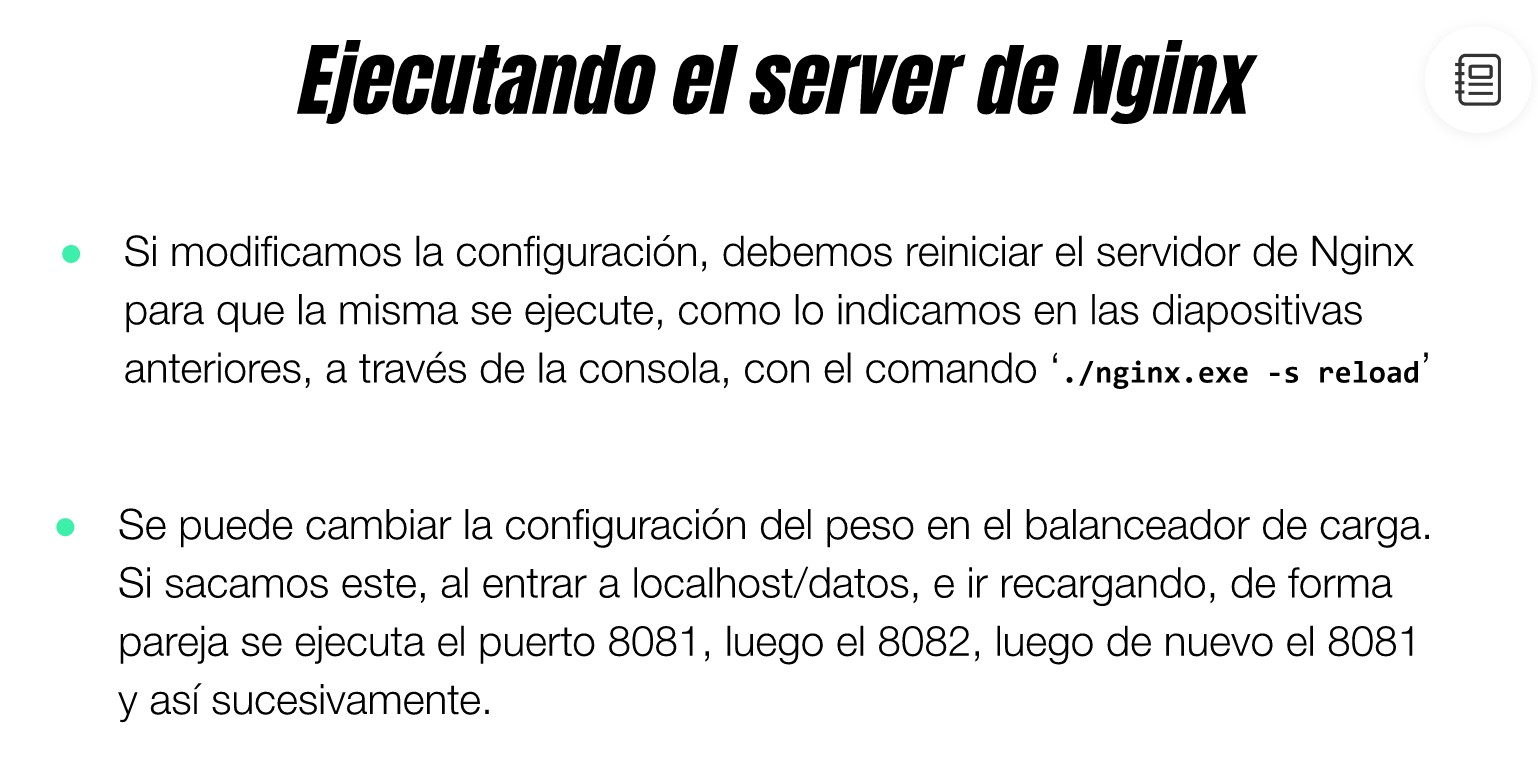 Ejecutando el server de Nginx
Si modificamos la configuración, debemos reiniciar el servidor de Nginx
para que la misma se ejecute, como lo indicamos en las diapositivas
anteriores, a través de la consola, con el comando ‘./nginx.exe -s reload’
Se puede cambiar la configuración del peso en el balanceador de carga.
Si sacamos este, al entrar a localhost/datos, e ir recargando, de forma
pareja se ejecuta el puerto 8081, luego el 8082, luego de nuevo el 8081
y así sucesivamente.